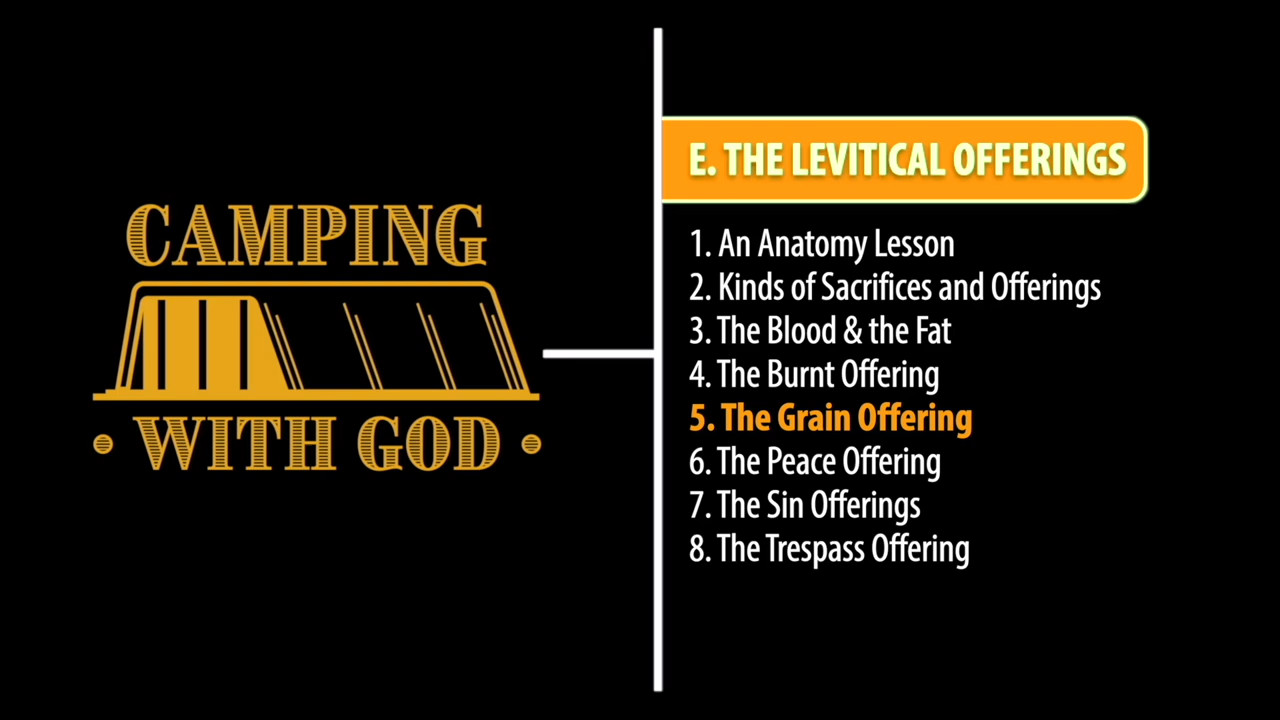 CAMPING
• WITH GOD •
E. THE LEVITICAL OFFERINGS
1. An Anatomy Lesson
2. Kinds of Sacrifices and Offerings
3. The Blood & the Fat
4. The Burnt Offering
5. The Grain Offering
6. The Peace Offering
7. The Sin Offerings
8. The Trespass Offering